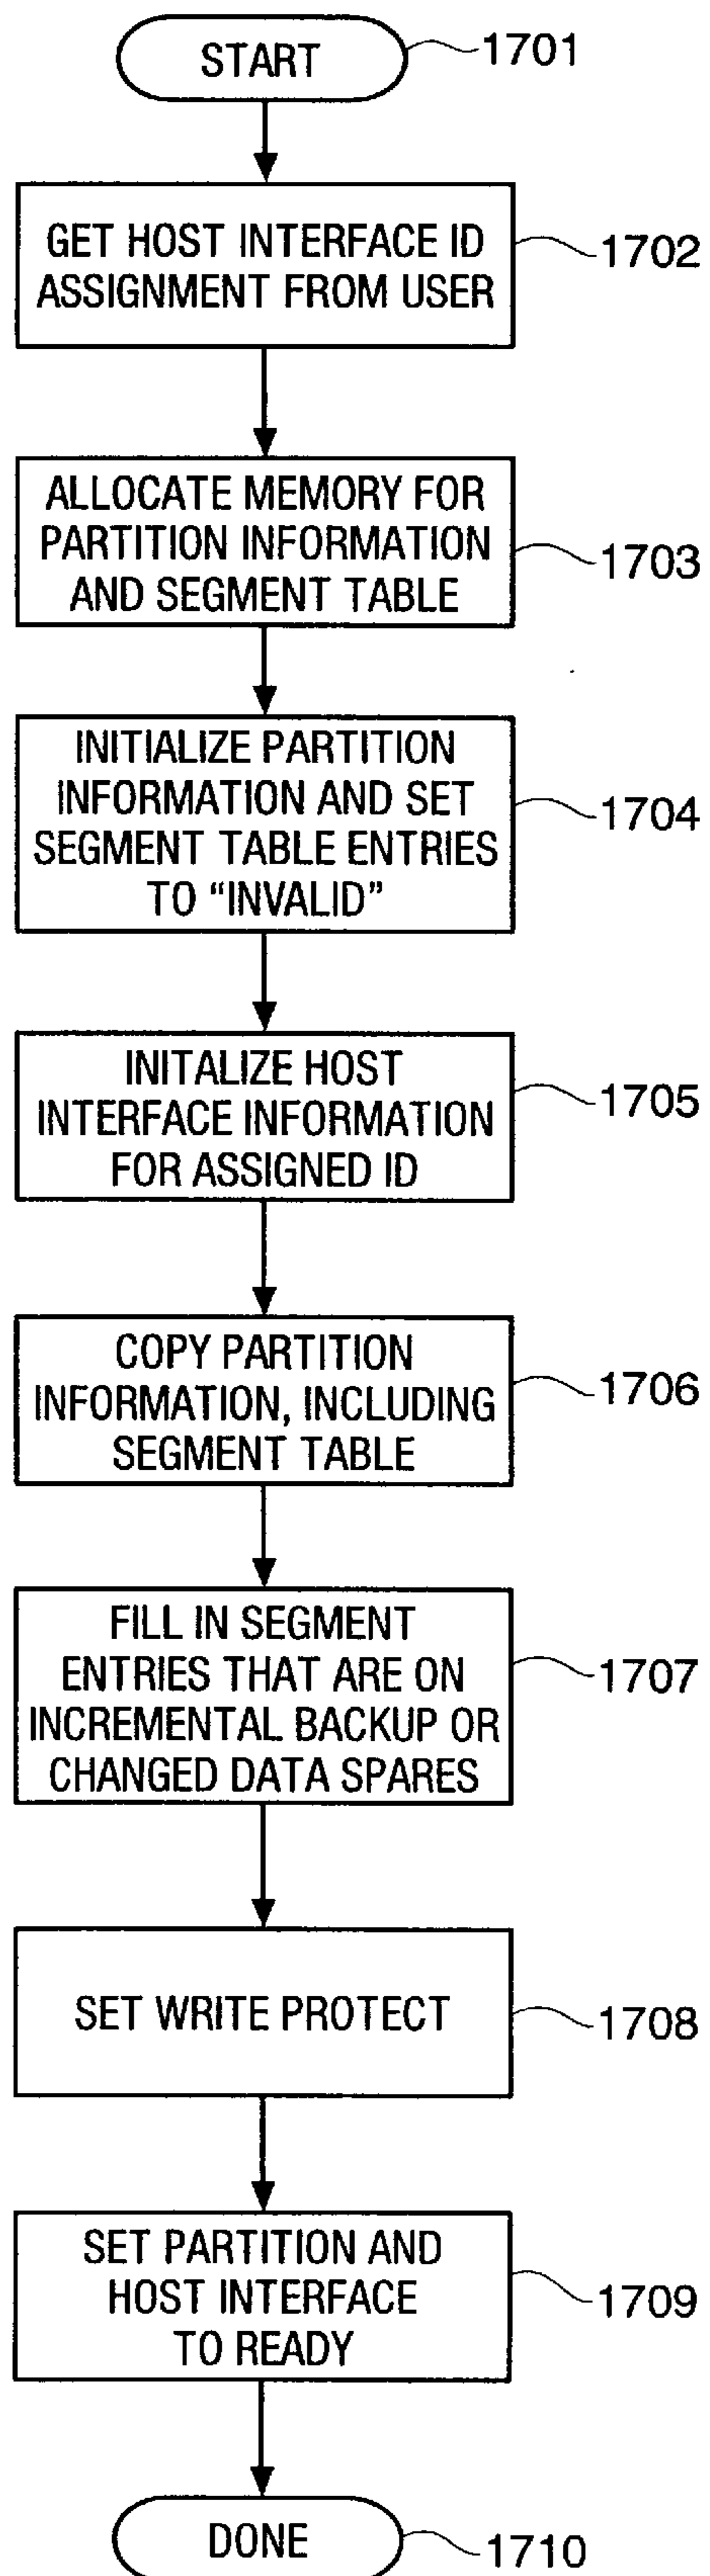 START
1701
GET HOST INTERFACE ID
ASSIGNMENT FROM USER
1702
ALLOCATE MEMORY FOR
PARTITION INFORMATION
AND SEGMENT TABLE
1703
INITIALIZE PARTITION
INFORMATION AND SET
SEGMENT TABLE ENTRIES
TO “INVALID”
1704
INITALIZE HOST
INTERFACE INFORMATION
FOR ASSIGNED ID
1705
COPY PARTITION
INFORMATION, INCLUDING
SEGMENT TABLE
1706
FILL IN SEGMENT
ENTRIES THAT ARE ON
INCREMENTAL BACKUP OR
CHANGED DATA SPARES
1707
SET WRITE PROTECT
1708
SET PARTITION AND
HOST INTERFACE
TO READY
1709
DONE
1710